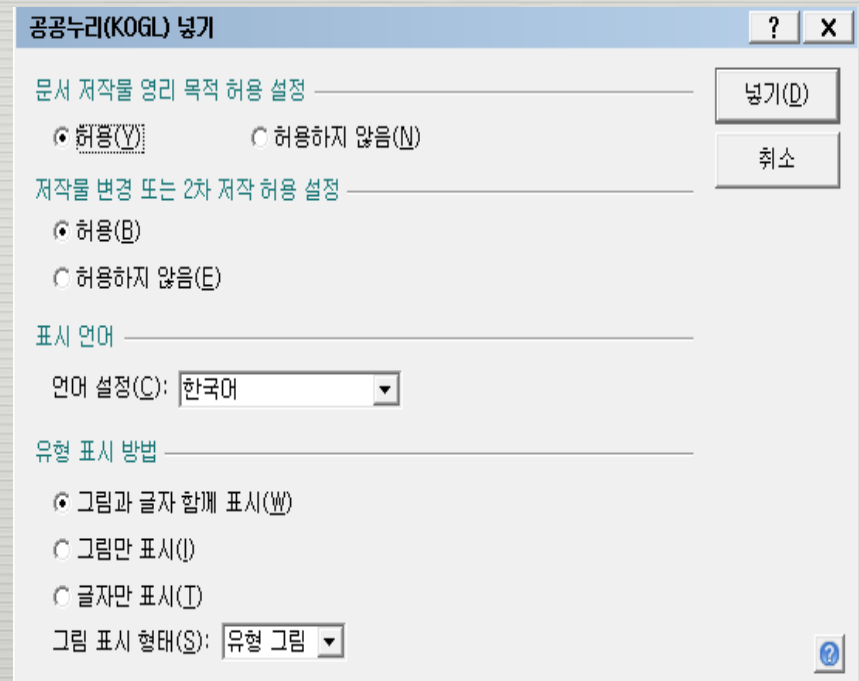 공공누리(KOGL) 넣기
? X
문서 저작물 영리 목적 허용 설정
허용(Y) 허용하지 않음(N)
넣기(D)
취소
저작물 변경 또는 2차 저작 허용 설정
허용(B)
허용하지 않음(E)
표시 언어
언어 설정(C): 한국어
유형 표시 방법
그림과 글자 함께 표시(W)
그림만 표시(I)
글자만 표시(T)
그림 표시 형태(S): 유형 그림
?